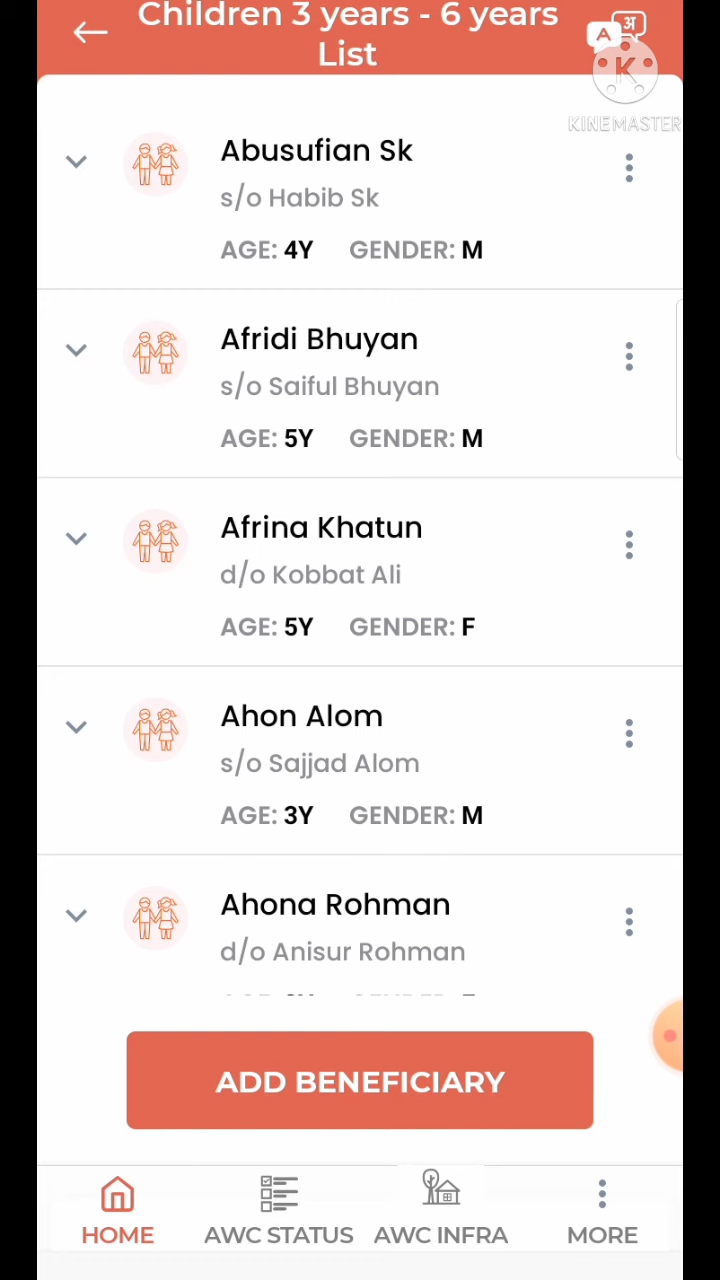 Children 3 years - 6 years
List
A अ
K
KINEMASTER
Abusufian Sk
s/o Habib Sk
AGE: 4Y GENDER: M
Afridi Bhuyan
s/o Saiful Bhuyan
AGE: 5Y GENDER: M
Afrina Khatun
d/o Kobbat Ali
AGE: 5Y GENDER: F
Ahon Alom
s/o Sajjad Alom
AGE: 3Y GENDER: M
Ahona Rohman
d/o Anisur Rohman
ADD BENEFICIARY
HOME AWC STATUS AWC INFRA MORE